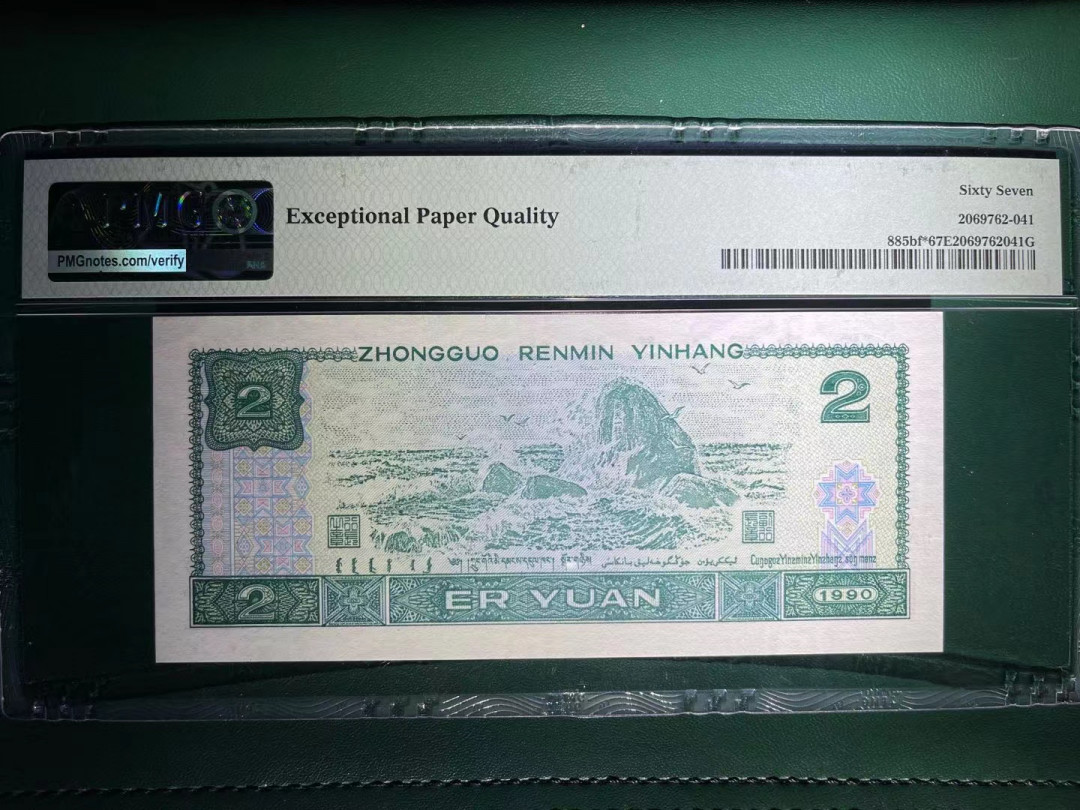 PMG
PMGnotes.com/verify
Exceptional Paper Quality
Sixty Seven
2069762-041
885bf*67E2069762041G
ZHONGGUO RENMIN YINHANG
2
2
2
ER YUAN
1990